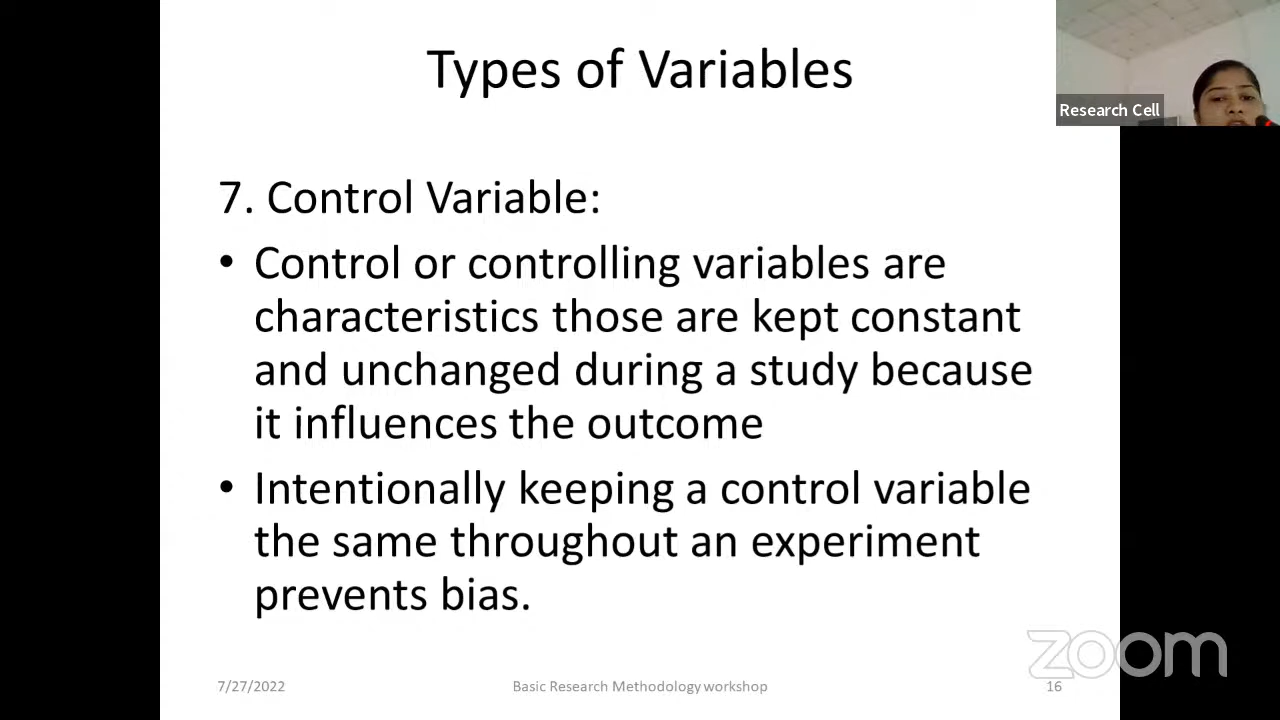 Types of Variables
Research Cell
7. Control Variable:
• Control or controlling variables are
characteristics those are kept constant
and unchanged during a study because
it influences the outcome
• Intentionally keeping a control variable
the same throughout an experiment
prevents bias.
zoom
7/27/2022
Basic Research Methodology workshop
16